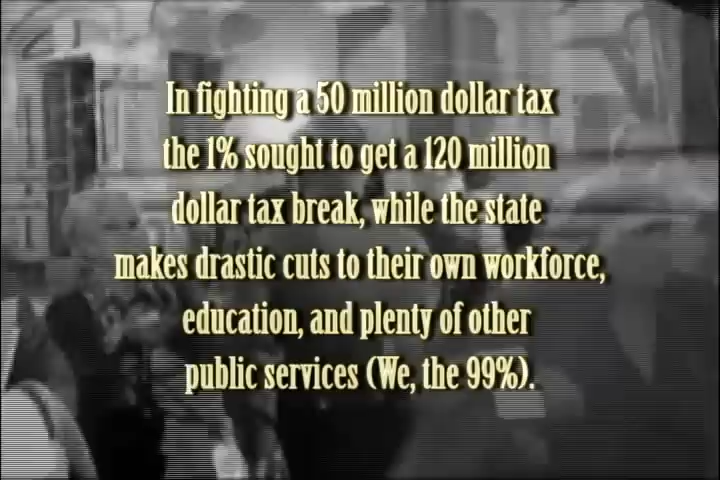 In fighting a 50 million dollar tax
the 1% sought to get a 120 million
dollar tax break, while the state
makes drastic cuts to their own workforce,
education, and plenty of other
public services (We, the 99%).